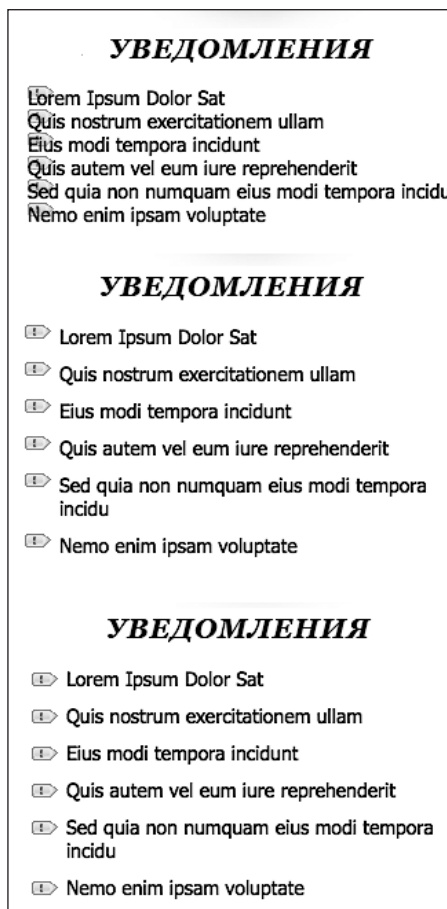 УВЕДОМЛЕНИЯ
Lorem Ipsum Dolor Sat
Quis nostrum exercitationem ullam
Eius modi tempora incidunt
Quis autem vel eum iure reprehenderit
Sed quia non numquam eius modi tempora incidu
Nemo enim ipsam voluptate
УВЕДОМЛЕНИЯ
! Lorem Ipsum Dolor Sat
! Quis nostrum exercitationem ullam
! Eius modi tempora incidunt
! Quis autem vel eum iure reprehenderit
! Sed quia non numquam eius modi tempora
incidu
! Nemo enim ipsam voluptate
УВЕДОМЛЕНИЯ
! Lorem Ipsum Dolor Sat
! Quis nostrum exercitationem ullam
! Eius modi tempora incidunt
! Quis autem vel eum iure reprehenderit
! Sed quia non numquam eius modi tempora
incidu
! Nemo enim ipsam voluptate